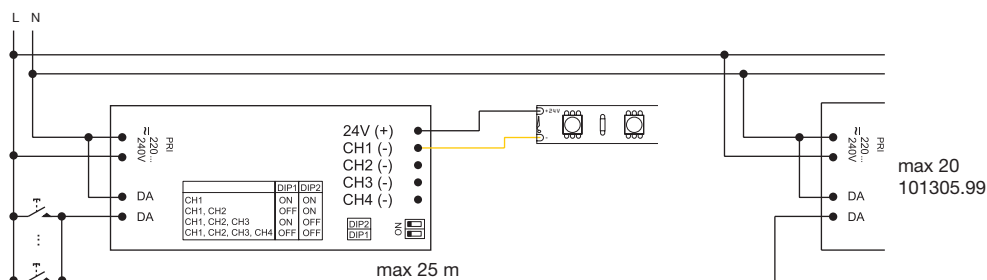 L N
PRI
≂ 220... 240V
DA
DA
24V (+)
CH1 (-)
CH2 (-)
CH3 (-)
CH4 (-)
DIP1 DIP2
CH1 ON ON
CH1, CH2 OFF ON
CH1, CH2, CH3 ON OFF
CH1, CH2, CH3, CH4 OFF OFF
DIP2
DIP1
ON
+24V
-
PRI
≂ 220... 240V
DA
DA
max 20
101305.99
T
...
T
max 25 m